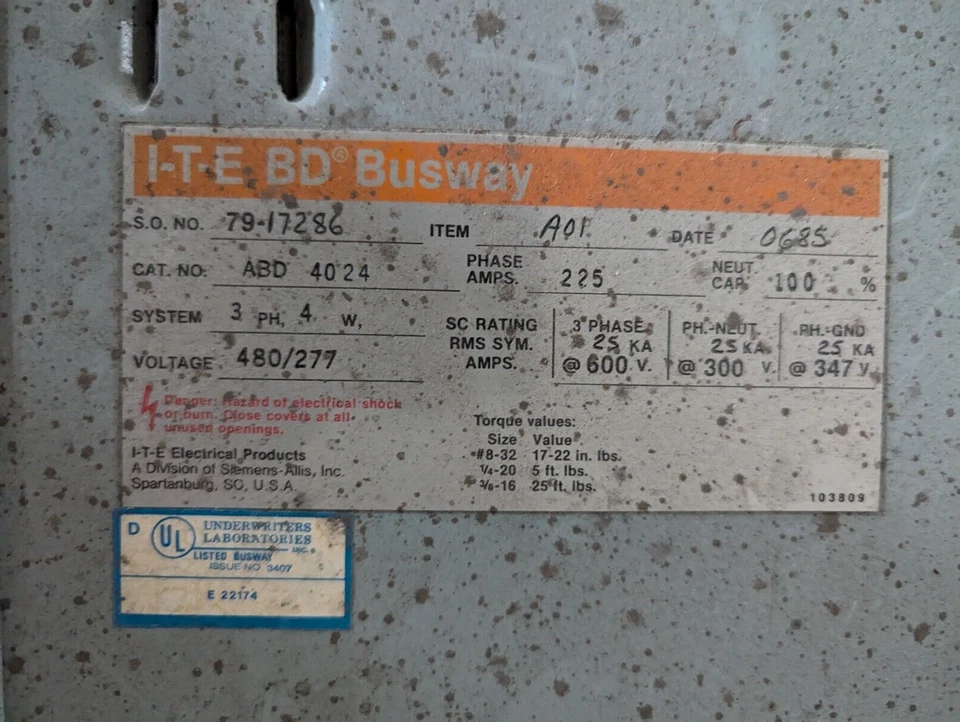 I-T-E BD® Busway
S.O. NO. 79-17286 ITEM A01 DATE 0685
CAT. NO: ABD 4024 PHASE AMPS. 225 NEUT. CAP. 100 %
SYSTEM 3 PH, 4 W,
VOLTAGE 480/277
SC RATING
RMS SYM.
AMPS.
3 PHASE
25 KA
@ 600 V.
PH.-NEUT.
25 KA
@ 300 V.
PH.-GND
25 KA
@ 347 V.
Danger: Hazard of electrical shock
or burn. Close covers at all
unused openings.
I-T-E Electrical Products
A Division of Siemens-Allis, Inc.
Spartanburg, SC, U.S.A.
Torque values:
Size Value
#8-32 17-22 in. lbs.
1/4-20 5 ft. lbs.
3/8-16 25 ft. lbs.
103809
D UL UNDERWRITERS
LABORATORIES
INC.®
LISTED BUSWAY
ISSUE NO. 3407
E 22174